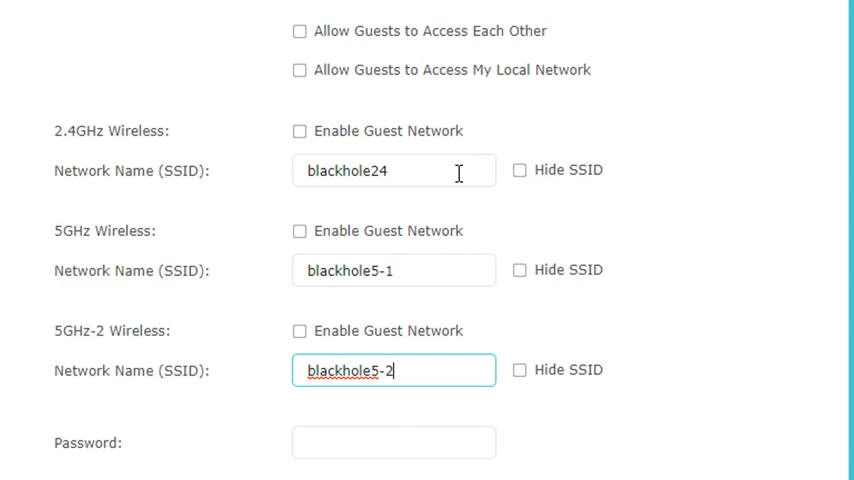 Allow Guests to Access Each Other
Allow Guests to Access My Local Network
2.4GHz Wireless: Enable Guest Network
Network Name (SSID): blackhole24 Hide SSID
5GHz Wireless: Enable Guest Network
Network Name (SSID): blackhole5-1 Hide SSID
5GHz-2 Wireless: Enable Guest Network
Network Name (SSID): blackhole5-2 Hide SSID
Password: